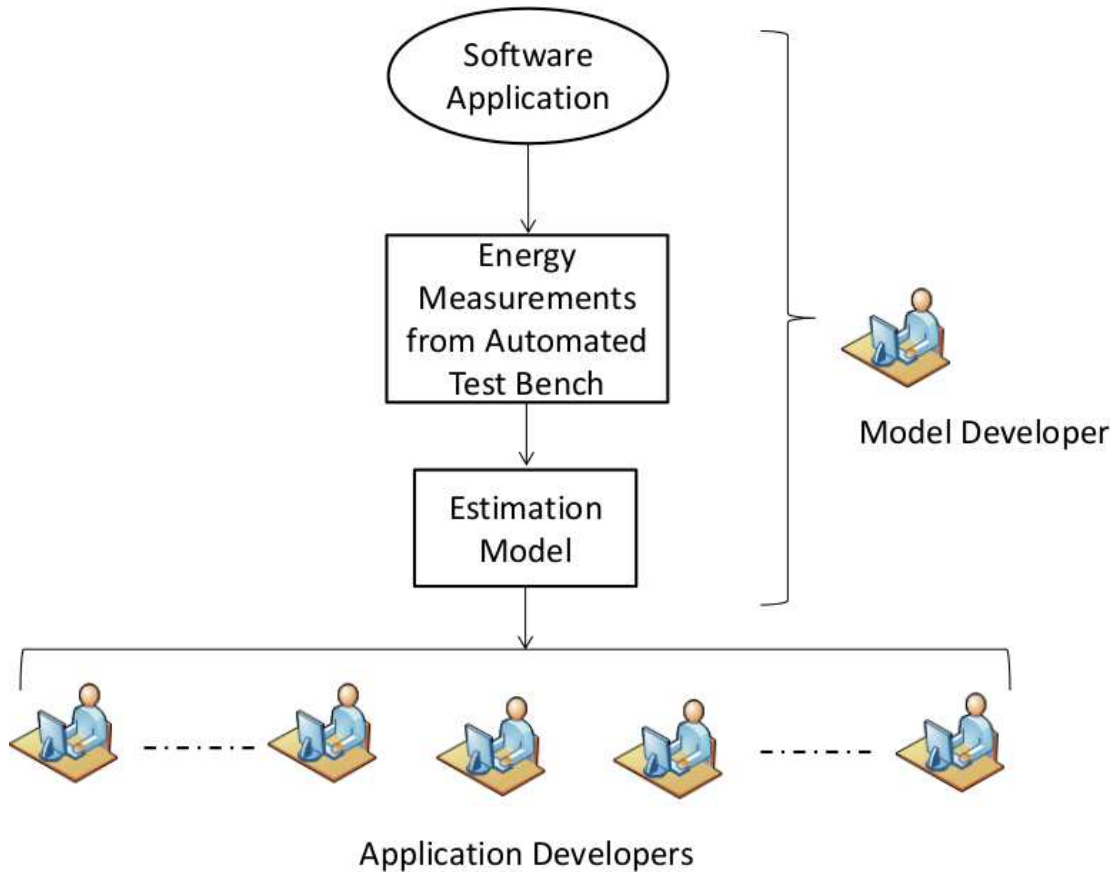 Software
Application
Energy
Measurements
from Automated
Test Bench
Model Developer
Estimation
Model
Application Developers